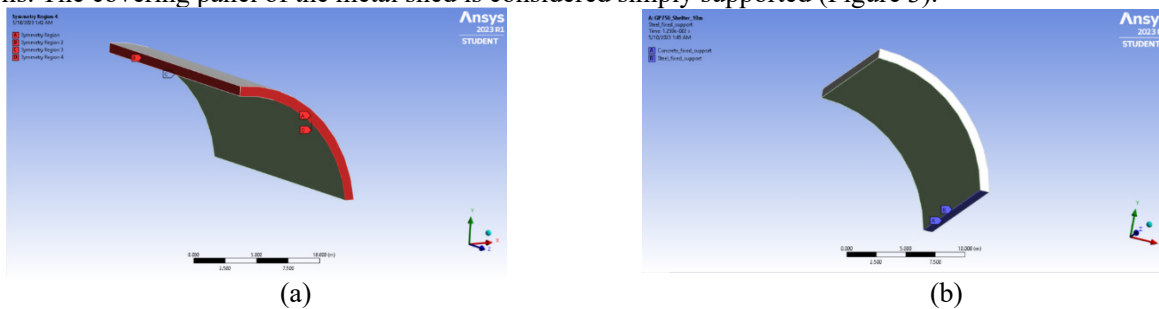 ns. The covering panel of the metal shed is considered simply supported (Figure 3).
Symmetry Region 4
A Symmetry Region
B Symmetry Region 2
C Symmetry Region 3
D Symmetry Region 4
Ansys
2023 R1
STUDENT
0.000
5.000
10.000 (m)
2.500
7.500
Y
X
Z
(a)
Steel_fixed_support
A Concrete_fixed_support
B Steel_fixed_support
Ansys
2023 R1
STUDENT
0.000
5.000
10.000 (m)
2.500
7.500
Y
Z
(b)